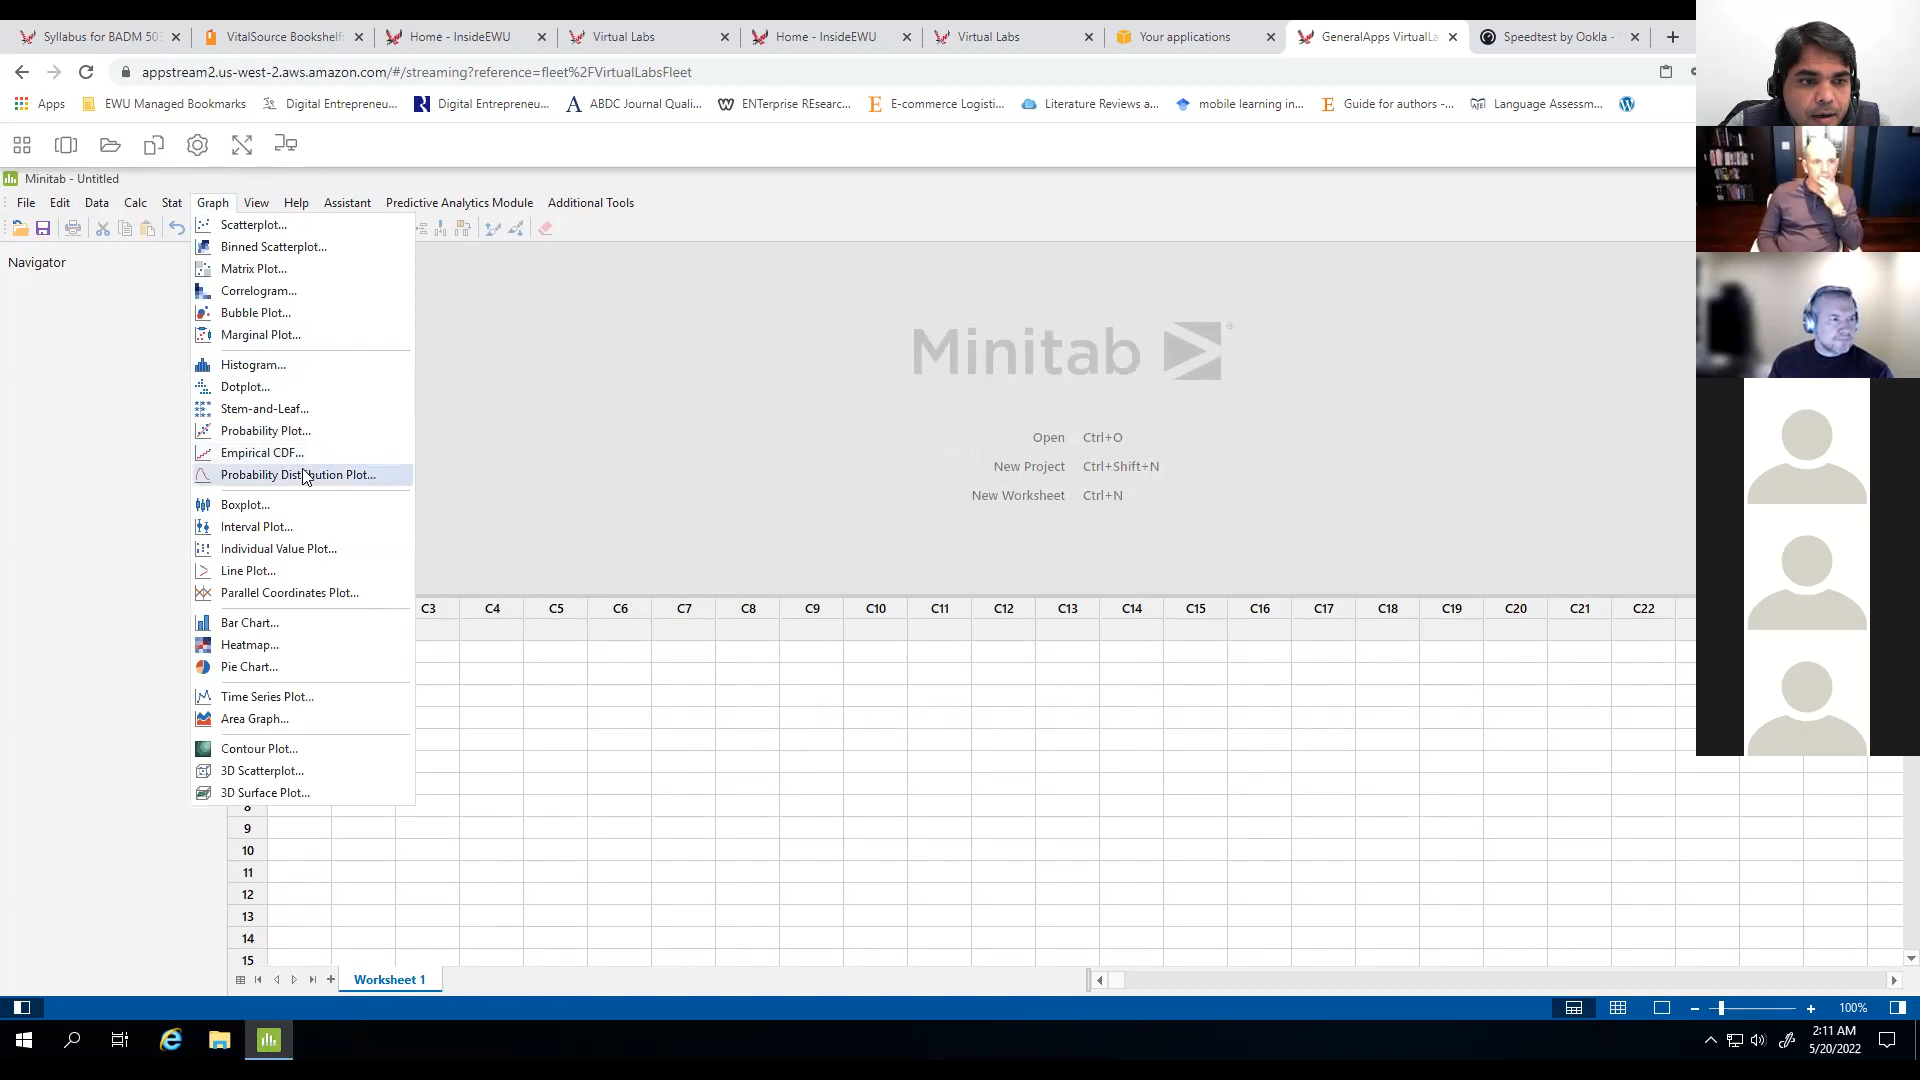 Syllabus for BADM 503
VitalSource Bookshelf:
Home - InsideEWU
Virtual Labs
Home - InsideEWU
Virtual Labs
Your applications
GeneralApps VirtualLa
Speedtest by Ookla -
appstream2.us-west-2.aws.amazon.com/#/streaming?reference=fleet%2FVirtualLabsFleet
Apps
EWU Managed Bookmarks
Digital Entrepreneu...
Digital Entrepreneu...
ABDC Journal Quali...
ENTerprise REsearc...
E-commerce Logisti...
Literature Reviews a...
mobile learning in...
Guide for authors -...
Language Assessm...
Minitab - Untitled
File Edit Data Calc Stat Graph View Help Assistant Predictive Analytics Module Additional Tools
Navigator
Scatterplot...
Binned Scatterplot...
Matrix Plot...
Correlogram...
Bubble Plot...
Marginal Plot...
Histogram...
Dotplot...
Stem-and-Leaf...
Probability Plot...
Empirical CDF...
Probability Distribution Plot...
Boxplot...
Interval Plot...
Individual Value Plot...
Line Plot...
Parallel Coordinates Plot...
Bar Chart...
Heatmap...
Pie Chart...
Time Series Plot...
Area Graph...
Contour Plot...
3D Scatterplot...
3D Surface Plot...
Minitab
Open Ctrl+O
New Project Ctrl+Shift+N
New Worksheet Ctrl+N
C3 C4 C5 C6 C7 C8 C9 C10 C11 C12 C13 C14 C15 C16 C17 C18 C19 C20 C21 C22
8
9
10
11
12
13
14
15
Worksheet 1
100%
2:11 AM
5/20/2022